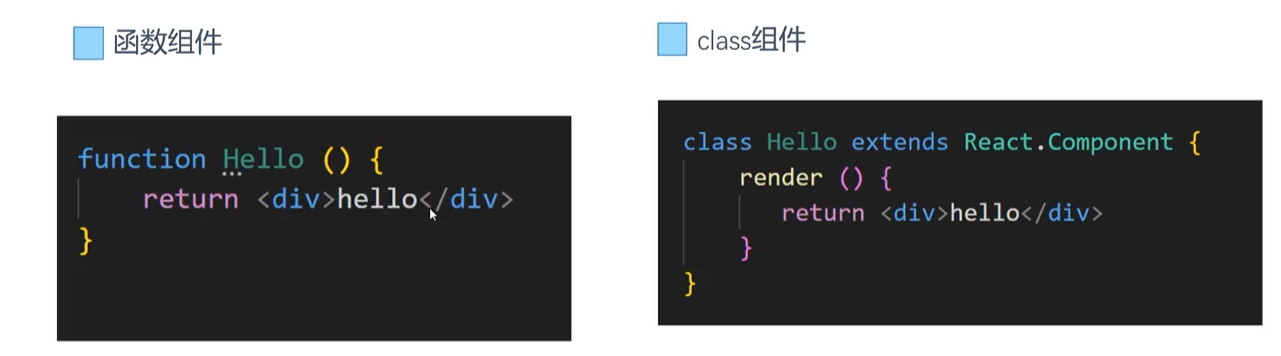 函数组件
function Hello () {
    return <div>hello</div>
}
class组件
class Hello extends React.Component {
    render () {
        return <div>hello</div>
    }
}